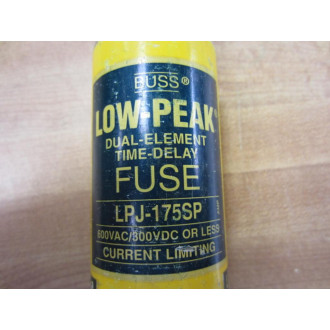 BUSS®
LOW-PEAK®
DUAL-ELEMENT
TIME-DELAY
FUSE
LPJ-175SP
600VAC/300VDC OR LESS
CURRENT LIMITING